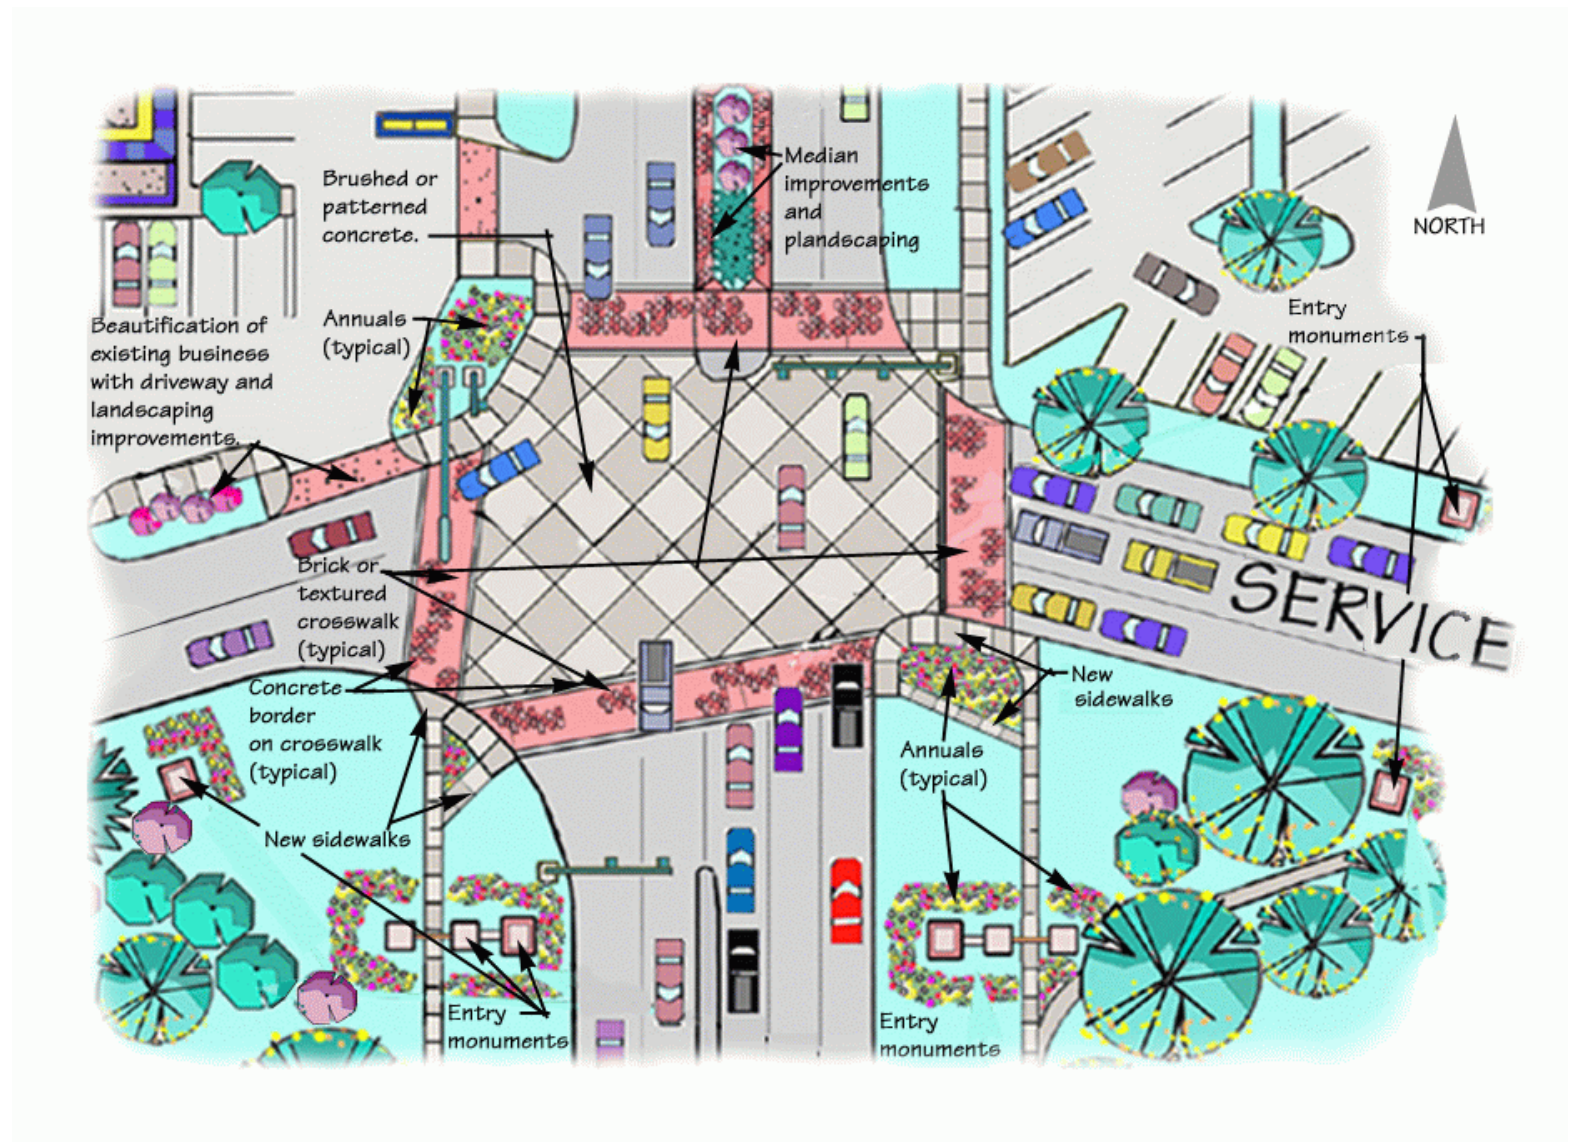 Brushed or
patterned
concrete.
Median
improvements
and
plandscaping
NORTH
Beautification of
existing business
with driveway and
landscaping
improvements.
Annuals
(typical)
Entry
monuments
Brick or
textured
crosswalk
(typical)
SERVICE
Concrete
border
on crosswalk
(typical)
New
sidewalks
Annuals
(typical)
New sidewalks
Entry
monuments
Entry
monuments